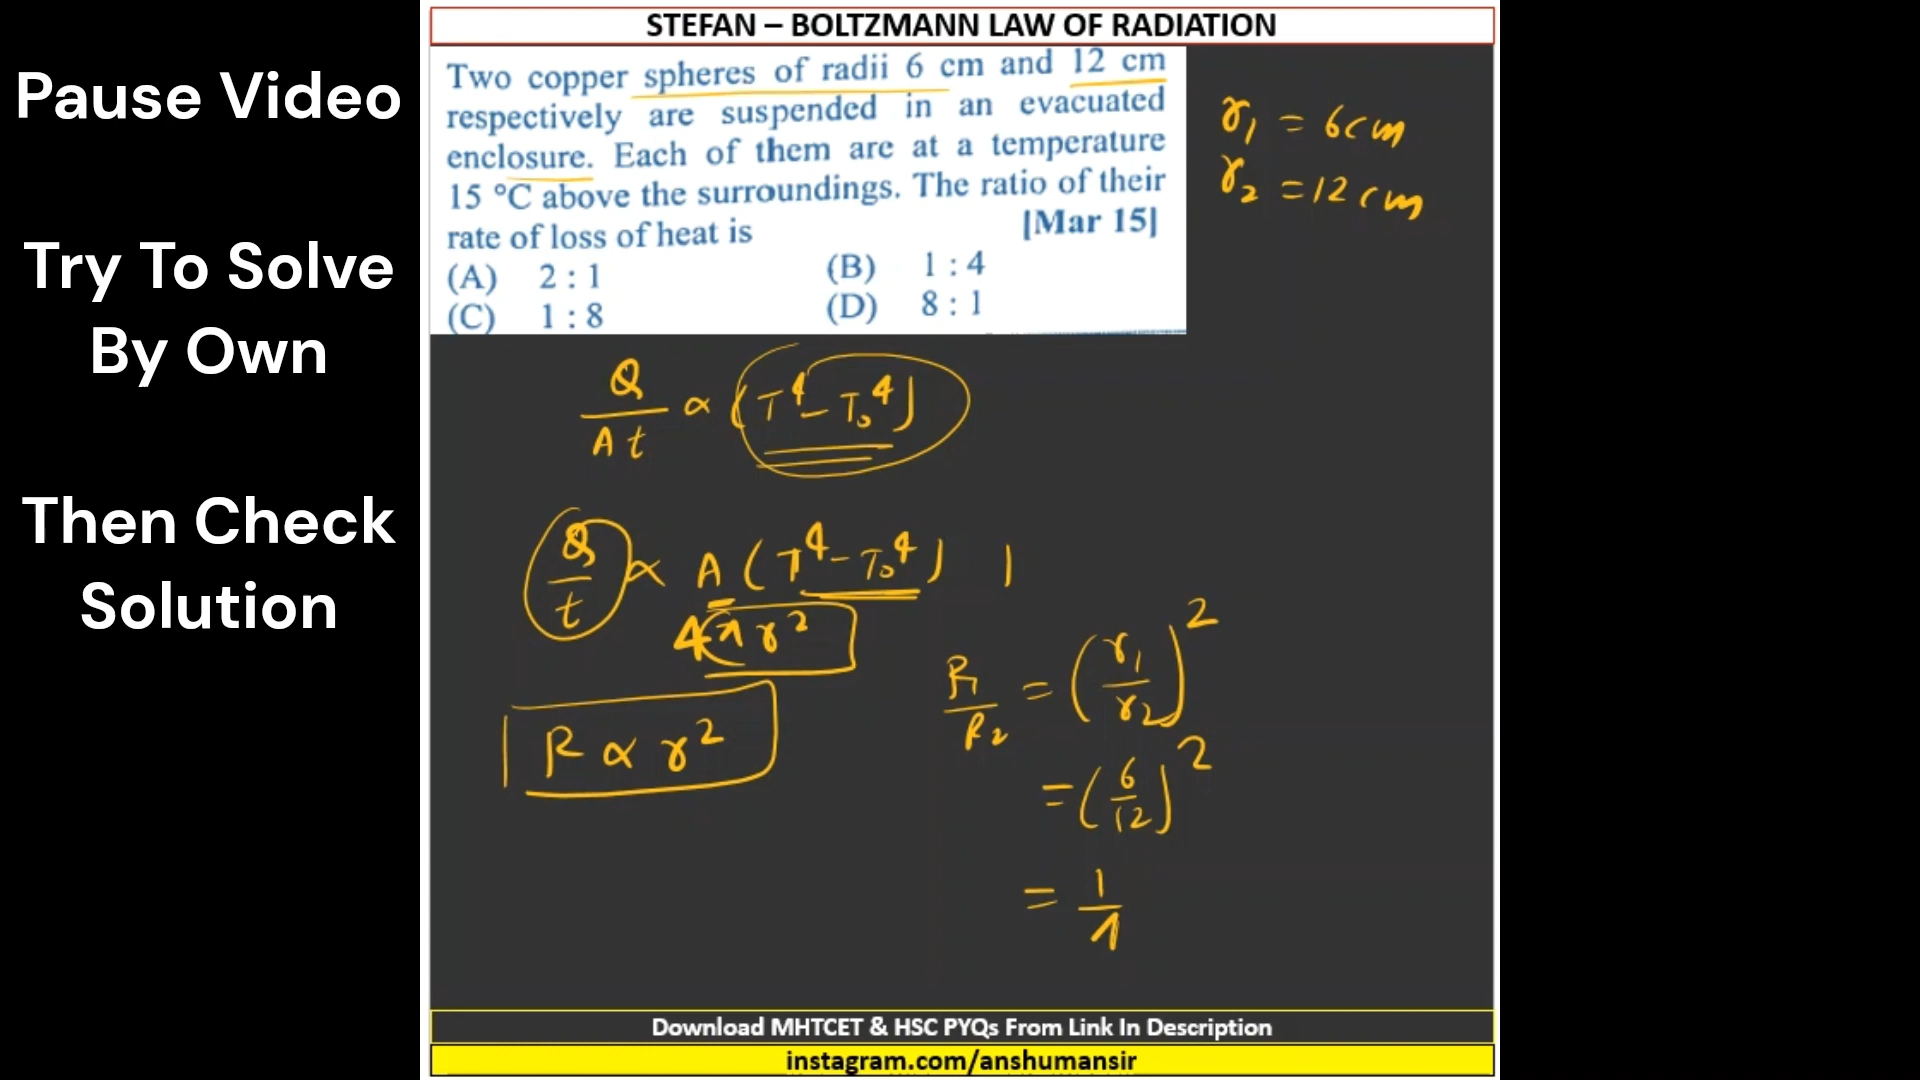 Pause Video
Try To Solve
By Own
Then Check
Solution
STEFAN – BOLTZMANN LAW OF RADIATION
Two copper spheres of radii 6 cm and 12 cm
respectively are suspended in an evacuated
enclosure. Each of them are at a temperature
15 °C above the surroundings. The ratio of their
rate of loss of heat is [Mar 15]
(A) 2 : 1 (B) 1 : 4
(C) 1 : 8 (D) 8 : 1
r₁ = 6cm
r₂ = 12cm
Q/At ∝ (T⁴ – T₀⁴)
Q/t ∝ A (T⁴ – T₀⁴)
4πr²
R ∝ r²
R₁/R₂ = (r₁/r₂)²
= (6/12)²
= 1/
Download MHTCET & HSC PYQs From Link In Description
instagram.com/anshumansir